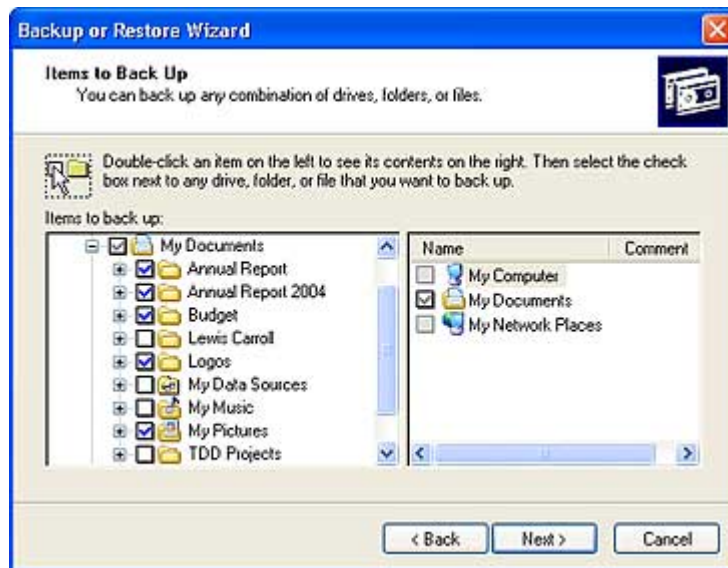 Backup or Restore Wizard
Items to Back Up
You can back up any combination of drives, folders, or files.
Double-click an item on the left to see its contents on the right. Then select the check
box next to any drive, folder, or file that you want to back up.
Items to back up:
My Documents
Annual Report
Annual Report 2004
Budget
Lewis Carroll
Logos
My Data Sources
My Music
My Pictures
TDD Projects
Name Comment
My Computer
My Documents
My Network Places
< Back Next > Cancel